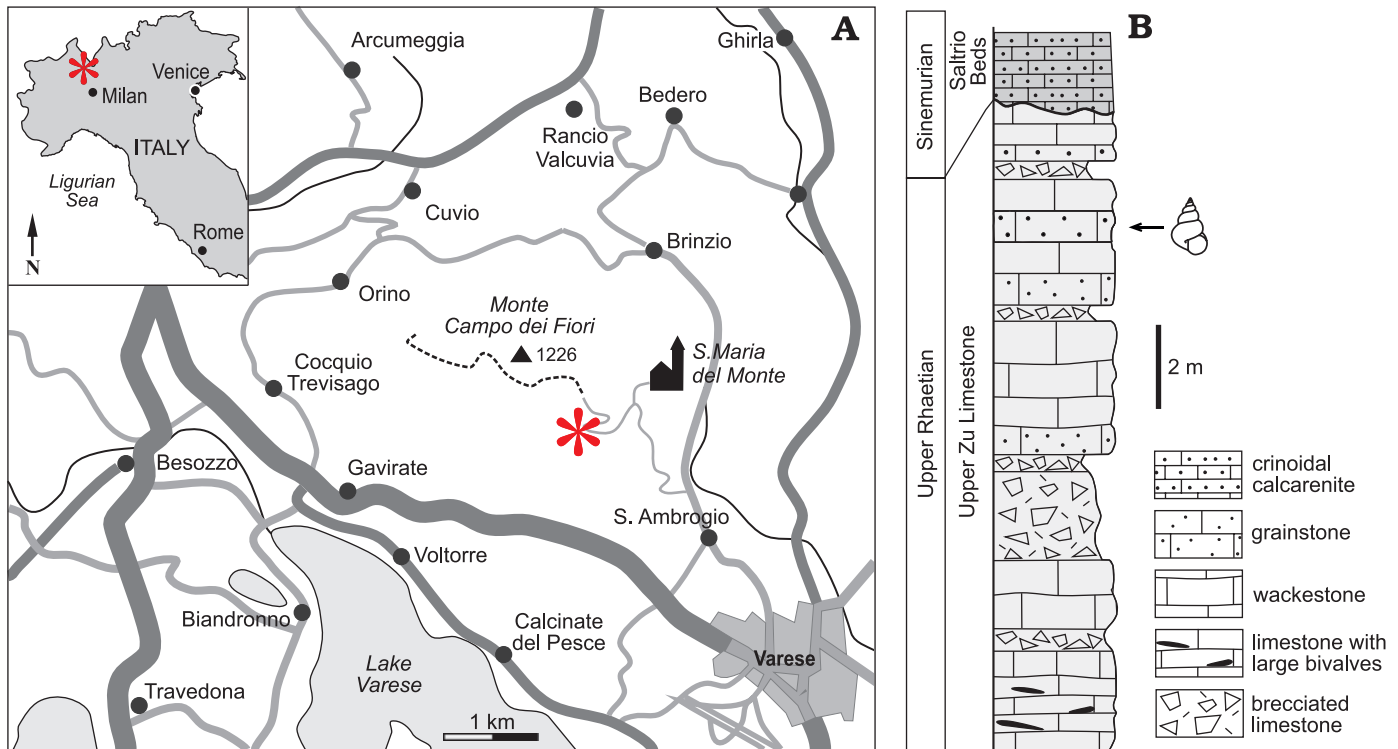 A
Arcumeggia
Ghirla
Bedero
Rancio
Valcuvia
Cuvio
Brinzio
Orino
Monte
Campo dei Fiori
1226
S.Maria
del Monte
Cocquio
Trevisago
Besozzo
Gavirate
S. Ambrogio
Voltorre
Biandronno
Calcinate
del Pesce
Varese
Lake
Varese
Travedona
1 km
Venice
Milan
ITALY
Ligurian
Sea
Rome
N
B
Sinemurian
Saltrio
Beds
Upper Rhaetian
Upper Zu Limestone
2 m
crinoidal
calcarenite
grainstone
wackestone
limestone with
large bivalves
brecciated
limestone